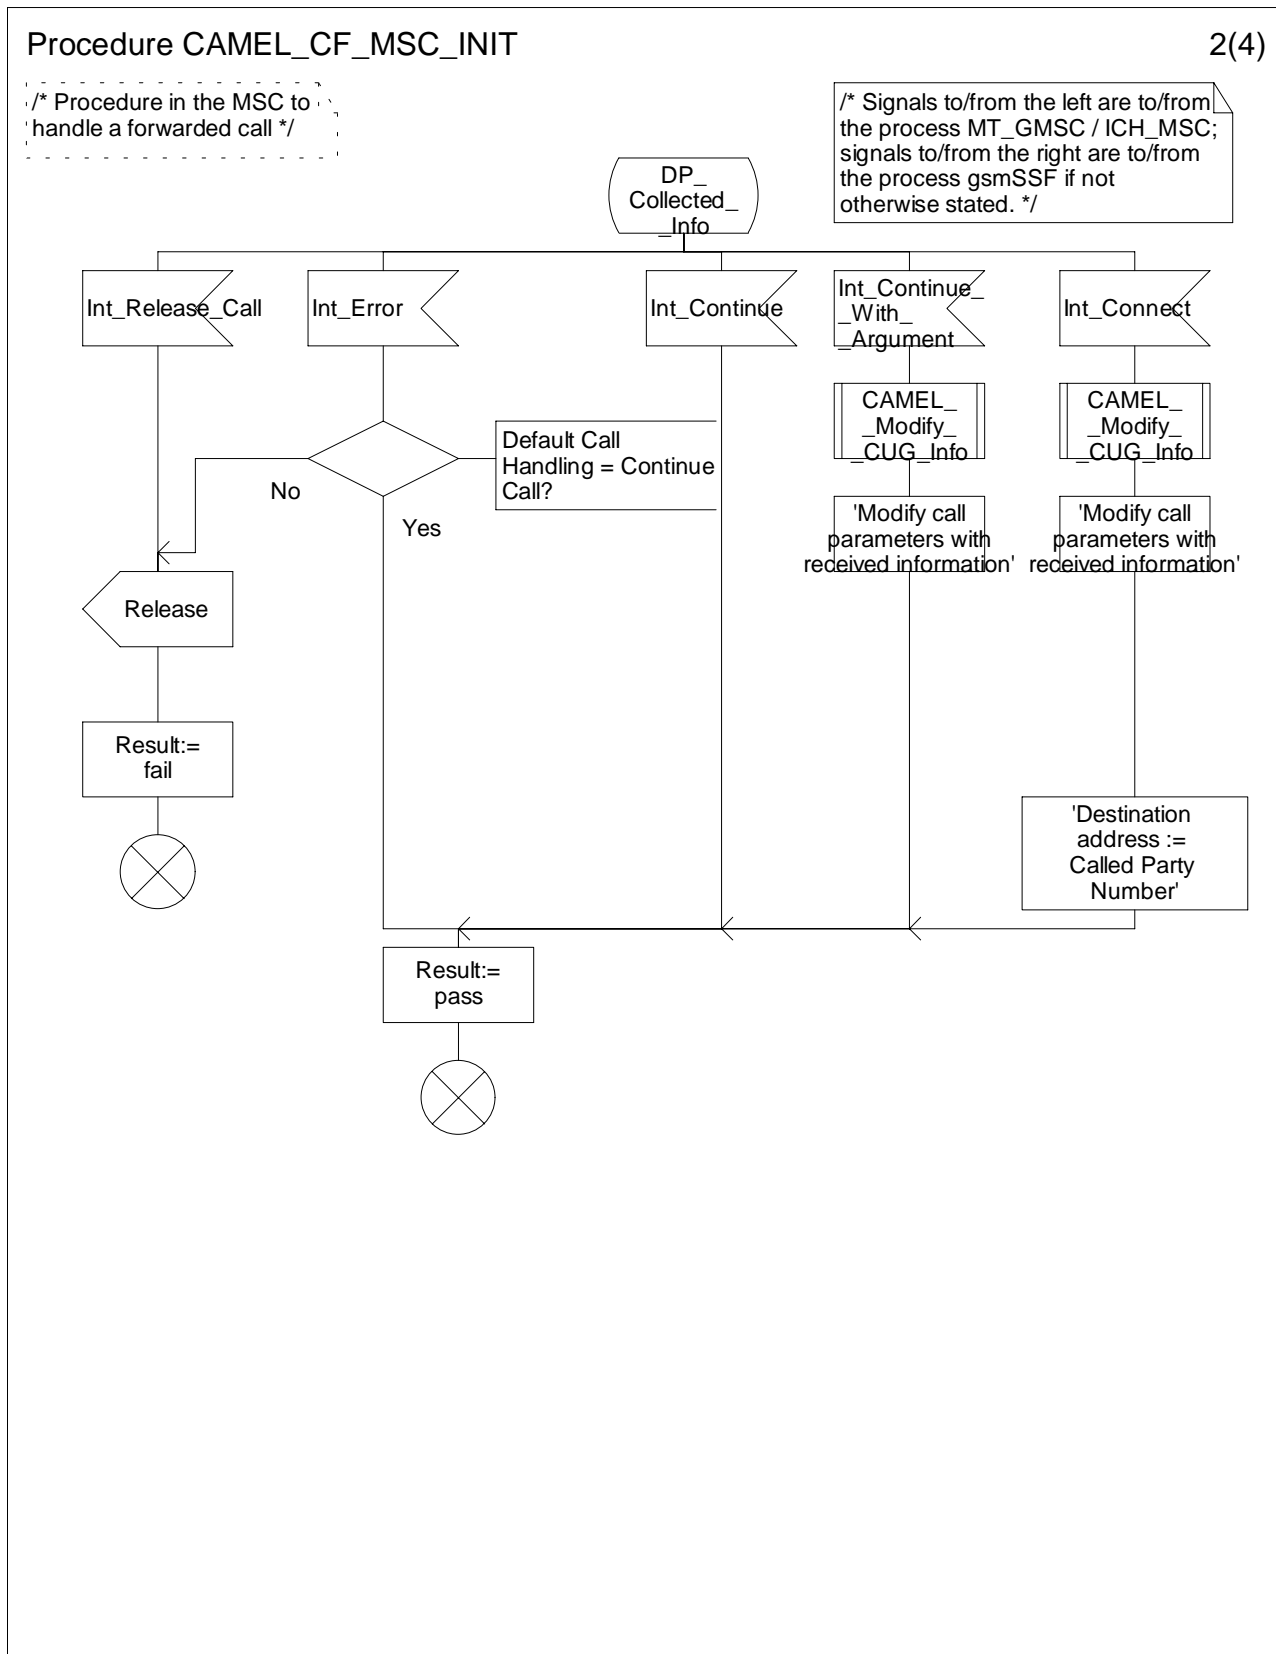 Procedure CAMEL_CF_MSC_INIT
2(4)
/* Procedure in the MSC to
handle a forwarded call */
/* Signals to/from the left are to/from
the process MT_GMSC / ICH_MSC;
signals to/from the right are to/from
the process gsmSSF if not
otherwise stated. */
DP_
Collected_
_Info
Int_Release_Call
Int_Error
Int_Continue
Int_Continue_
_With_
_Argument
Int_Connect
CAMEL_
_Modify_
_CUG_Info
CAMEL_
_Modify_
_CUG_Info
Default Call
Handling = Continue
Call?
No
Yes
'Modify call
parameters with
received information'
'Modify call
parameters with
received information'
Release
Result:=
fail
'Destination
address :=
Called Party
Number'
Result:=
pass